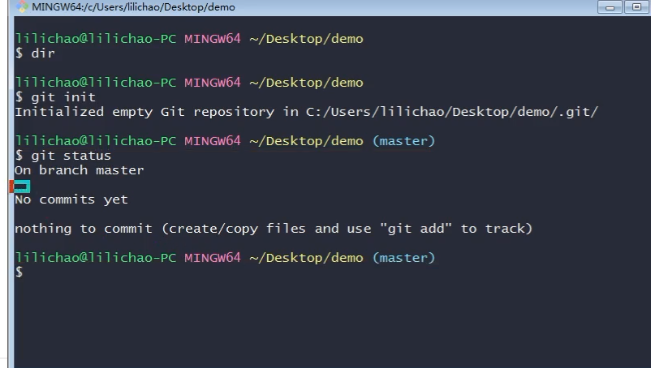 MINGW64:/c/Users/lilichao/Desktop/demo
lilichao@lilichao-PC MINGW64 ~/Desktop/demo
$ dir
lilichao@lilichao-PC MINGW64 ~/Desktop/demo
$ git init
Initialized empty Git repository in C:/Users/lilichao/Desktop/demo/.git/
lilichao@lilichao-PC MINGW64 ~/Desktop/demo (master)
$ git status
On branch master
No commits yet
nothing to commit (create/copy files and use "git add" to track)
lilichao@lilichao-PC MINGW64 ~/Desktop/demo (master)
$